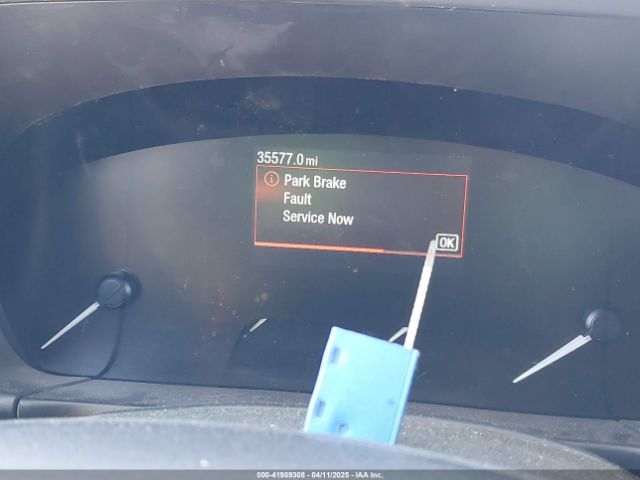 35577.0 mi
Park Brake
Fault
Service Now
OK
000-41989308 - 04/11/2025 - IAA Inc.